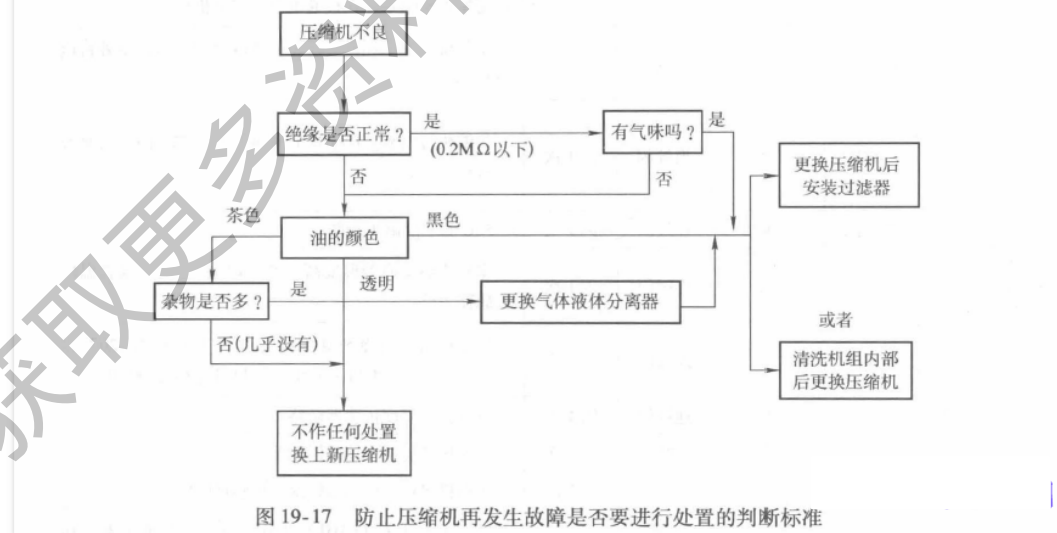 压缩机不良
绝缘是否正常？
是
(0.2MΩ以下)
有气味吗？
是
更换压缩机后
安装过滤器
否
否
茶色
油的颜色
黑色
杂物是否多？
是
透明
更换气体液体分离器
或者
否(几乎没有)
清洗机组内部
后更换压缩机
不作任何处置
换上新压缩机
图 19-17 防止压缩机再发生故障是否要进行处置的判断标准
获取更多资料